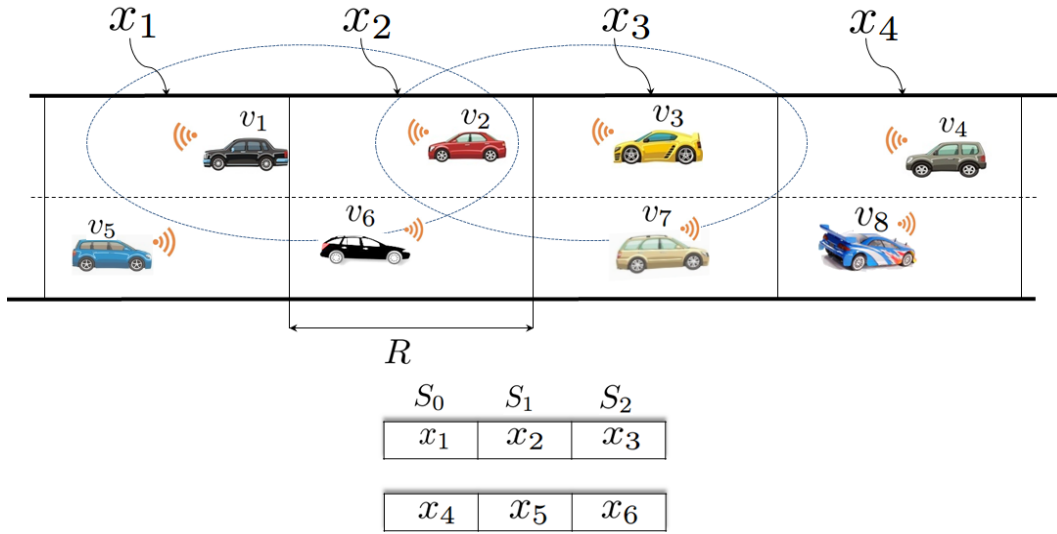 x₁ x₂ x₃ x₄
v₁ v₂ v₃ v₄
v₅ v₆ v₇ v₈
R
S₀ S₁ S₂
x₁ x₂ x₃
x₄ x₅ x₆